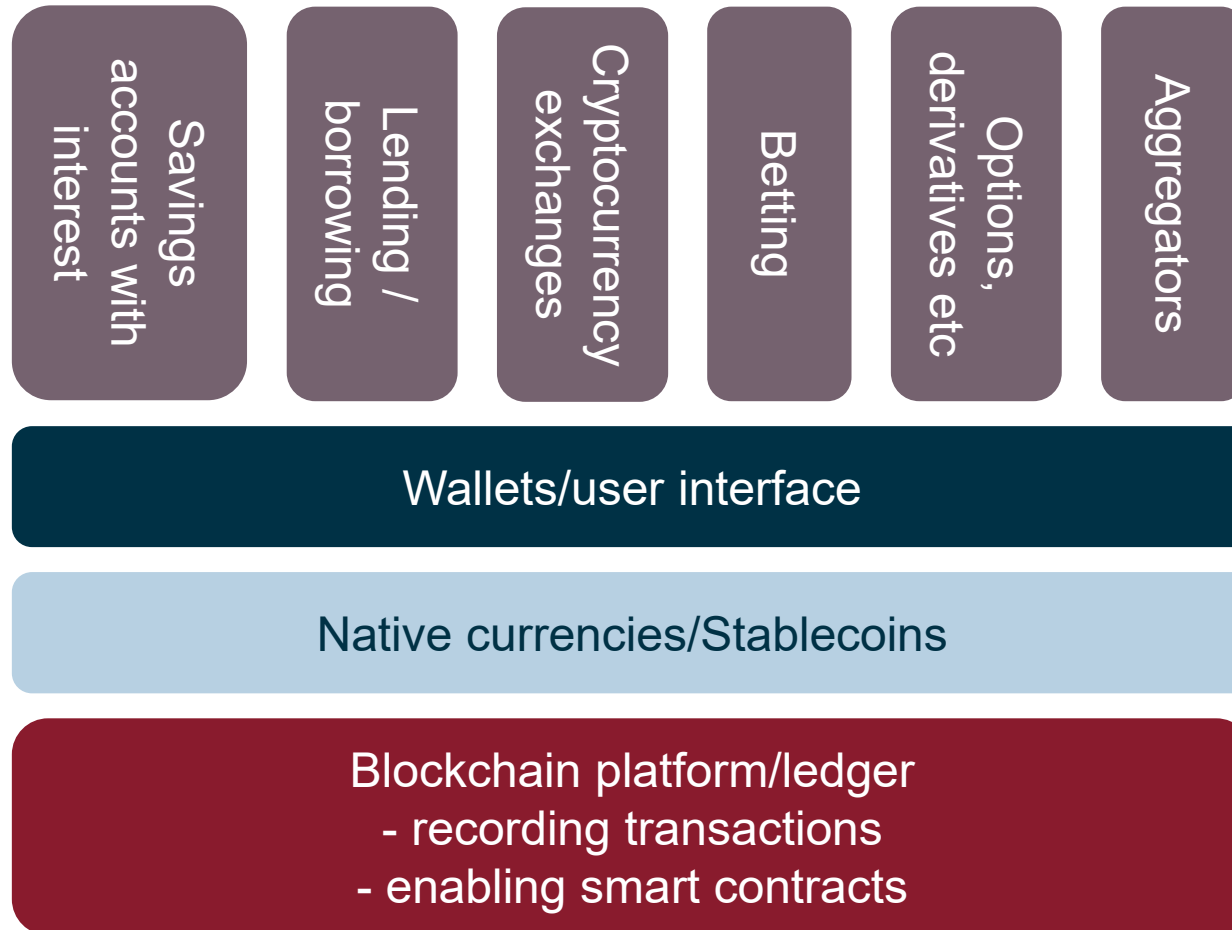 Savings
accounts with
interest
Lending /
borrowing
Cryptocurrency
exchanges
Betting
Options,
derivatives etc
Aggregators
Wallets/user interface
Native currencies/Stablecoins
Blockchain platform/ledger
- recording transactions
- enabling smart contracts